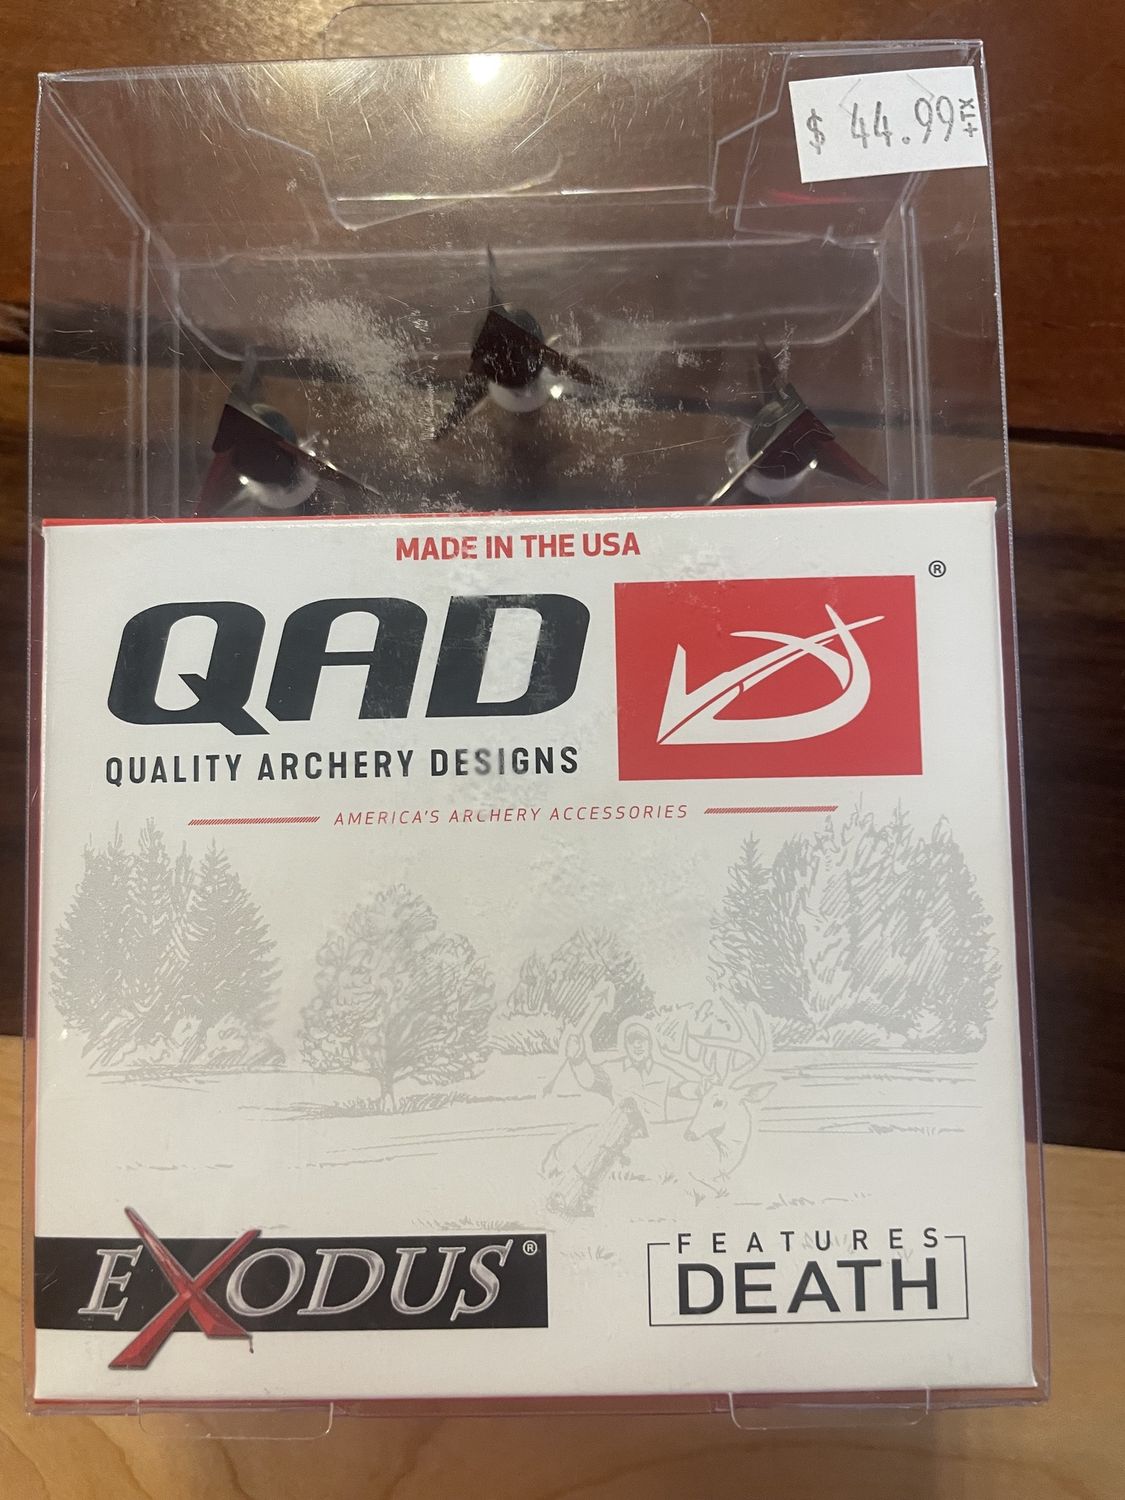 $ 44.99 +TX
MADE IN THE USA
QAD
®
QUALITY ARCHERY DESIGNS
AMERICA'S ARCHERY ACCESSORIES
EXODUS®
FEATURES
DEATH